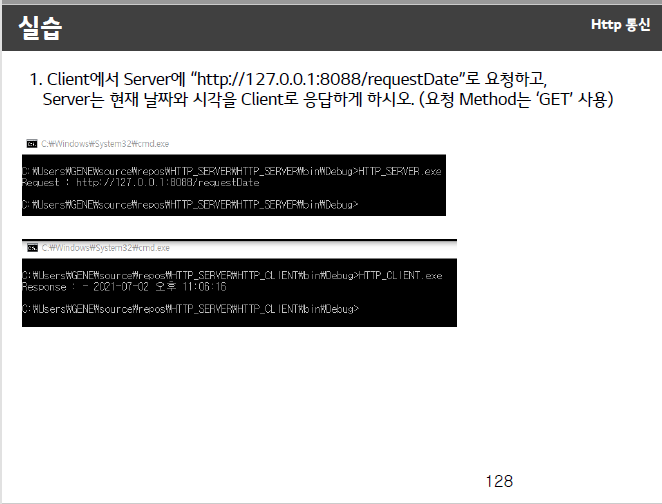 실습
Http 통신
1. Client에서 Server에 “http://127.0.0.1:8088/requestDate”로 요청하고,
Server는 현재 날짜와 시각을 Client로 응답하게 하시오. (요청 Method는 ‘GET’ 사용)
C:₩Windows₩System32₩cmd.exe
C:₩Users₩GENE₩source₩repos₩HTTP_SERVER₩HTTP_SERVER₩bin₩Debug>HTTP_SERVER.exe
Request : http://127.0.0.1:8088/requestDate
C:₩Users₩GENE₩source₩repos₩HTTP_SERVER₩HTTP_SERVER₩bin₩Debug>
C:₩Windows₩System32₩cmd.exe
C:₩Users₩GENE₩source₩repos₩HTTP_SERVER₩HTTP_CLIENT₩bin₩Debug>HTTP_CLIENT.exe
Response : - 2021-07-02 오후 11:06:16
C:₩Users₩GENE₩source₩repos₩HTTP_SERVER₩HTTP_CLIENT₩bin₩Debug>
128